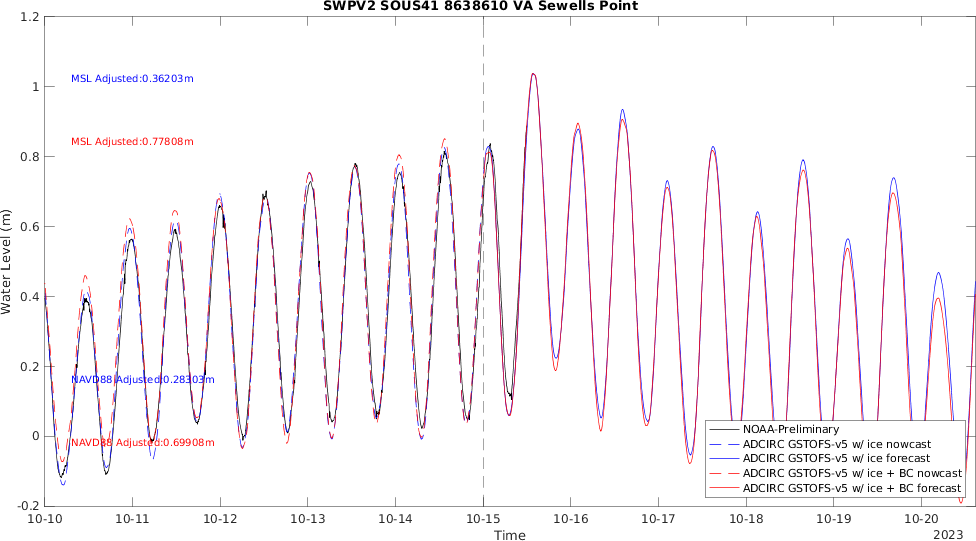 SWPV2 SOUS41 8638610 VA Sewells Point
1.2
1
0.8
0.6
0.4
0.2
0
-0.2
Water Level (m)
MSL Adjusted:0.36203m
MSL Adjusted:0.77808m
NAVD88 Adjusted:0.28303m
NAVD88 Adjusted:0.69908m
NOAA-Preliminary
ADCIRC GSTOFS-v5 w/ ice nowcast
ADCIRC GSTOFS-v5 w/ ice forecast
ADCIRC GSTOFS-v5 w/ ice + BC nowcast
ADCIRC GSTOFS-v5 w/ ice + BC forecast
10-10 10-11 10-12 10-13 10-14 10-15 10-16 10-17 10-18 10-19 10-20
Time
2023